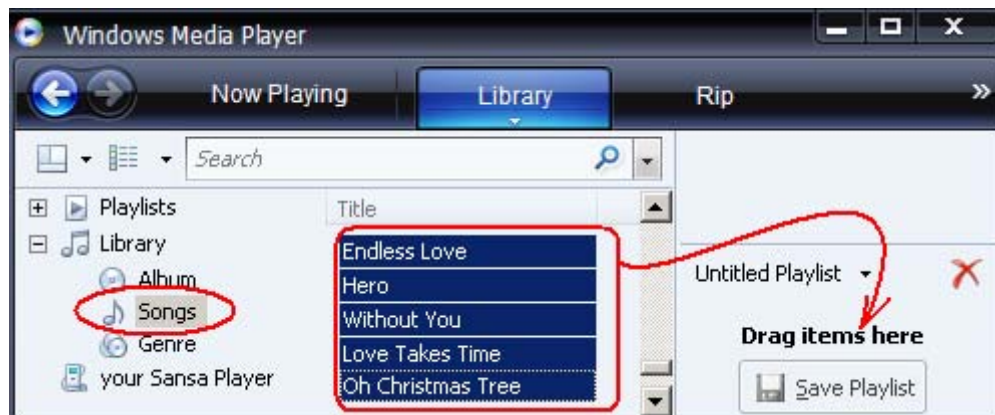 Windows Media Player
Now Playing Library Rip »
Search
Playlists
Library
Album
Songs
Genre
your Sansa Player
Title
Endless Love
Hero
Without You
Love Takes Time
Oh Christmas Tree
Untitled Playlist
Drag items here
Save Playlist